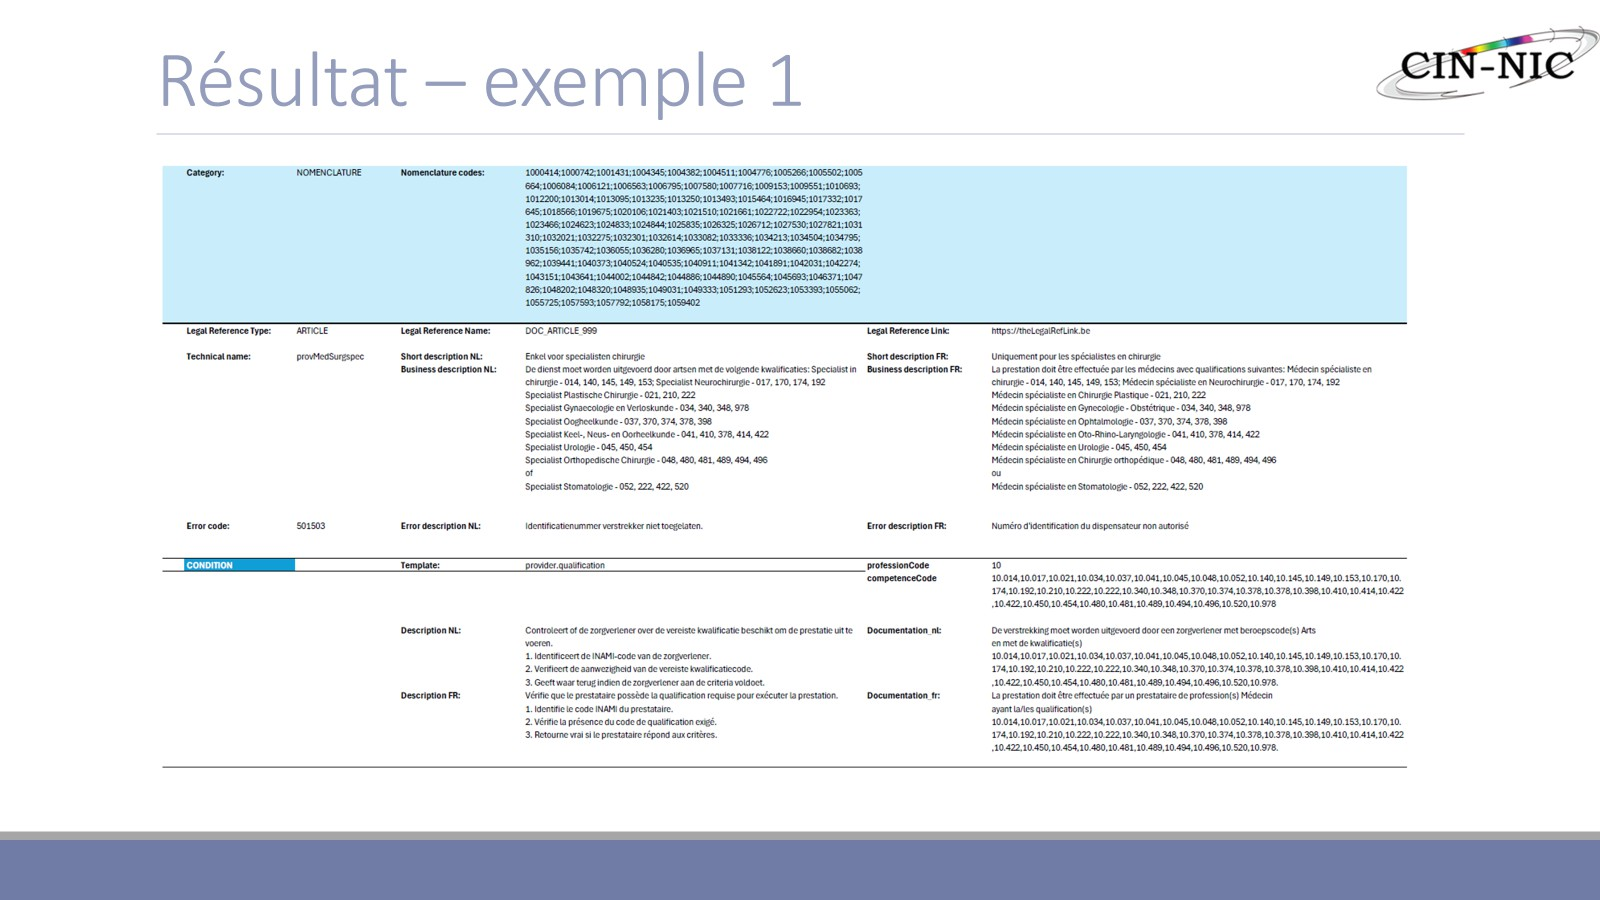 Résultat – exemple 1
CIN-NIC
Category: NOMENCLATURE Nomenclature codes: 1000414;1000742;1001431;1004345;1004382;1004511;1004776;1005266;1005502;1005
664;1006084;1006121;1006563;1006795;1007580;1007716;1009153;1009551;1010693;
1012200;1013014;1013095;1013235;1013250;1013493;1015464;1016945;1017332;1017
645;1018566;1019675;1020106;1021403;1021510;1021661;1022722;1022954;1023363;
1023466;1024623;1024833;1024844;1025835;1026325;1026712;1027530;1027821;1031
310;1032021;1032275;1032301;1032614;1033082;1033336;1034213;1034504;1034795;
1035156;1035742;1036055;1036280;1036965;1037131;1038122;1038660;1038682;1038
962;1039441;1040373;1040524;1040535;1040911;1041342;1041891;1042031;1042274;
1043151;1043641;1044002;1044842;1044886;1044890;1045564;1045693;1046371;1047
826;1048202;1048320;1048935;1049031;1049333;1051293;1052623;1053393;1055062;
1055725;1057593;1057792;1058175;1059402
Legal Reference Type: ARTICLE Legal Reference Name: DOC_ARTICLE_999 Legal Reference Link: https://theLegalRefLink.be
Technical name: provMedSurgspec Short description NL: Enkel voor specialisten chirurgie Short description FR: Uniquement pour les spécialistes en chirurgie
Business description NL: De dienst moet worden uitgevoerd door artsen met de volgende kwalificaties: Specialist in
chirurgie - 014, 140, 145, 149, 153; Specialist Neurochirurgie - 017, 170, 174, 192
Specialist Plastische Chirurgie - 021, 210, 222
Specialist Gynaecologie en Verloskunde - 034, 340, 348, 978
Specialist Oogheelkunde - 037, 370, 374, 378, 398
Specialist Keel-, Neus- en Oorheelkunde - 041, 410, 378, 414, 422
Specialist Urologie - 045, 450, 454
Specialist Orthopedische Chirurgie - 048, 480, 481, 489, 494, 496
of
Specialist Stomatologie - 052, 222, 422, 520
Business description FR: La prestation doit être effectuée par les médecins avec qualifications suivantes: Médecin spécialiste en
chirurgie - 014, 140, 145, 149, 153; Médecin spécialiste en Neurochirurgie - 017, 170, 174, 192
Médecin spécialiste en Chirurgie Plastique - 021, 210, 222
Médecin spécialiste en Gynecologie - Obstétrique - 034, 340, 348, 978
Médecin spécialiste en Ophtalmologie - 037, 370, 374, 378, 398
Médecin spécialiste en Oto-Rhino-Laryngologie - 041, 410, 378, 414, 422
Médecin spécialiste en Urologie - 045, 450, 454
Médecin spécialiste en Chirurgie orthopédique - 048, 480, 481, 489, 494, 496
ou
Médecin spécialiste en Stomatologie - 052, 222, 422, 520
Error code: 501503 Error description NL: Identificatienummer verstrekker niet toegelaten. Error description FR: Numéro d'identification du dispensateur non autorisé
CONDITION Template: provider.qualification professionCode 10
competenceCode 10.014,10.017,10.021,10.034,10.037,10.041,10.045,10.048,10.052,10.140,10.145,10.149,10.153,10.170,10.
174,10.192,10.210,10.222,10.222,10.340,10.348,10.370,10.374,10.378,10.378,10.398,10.410,10.414,10.422
,10.422,10.450,10.454,10.480,10.481,10.489,10.494,10.496,10.520,10.978
Description NL: Controleert of de zorgverlener over de vereiste kwalificatie beschikt om de prestatie uit te
voeren.
1. Identificeert de INAMI-code van de zorgverlener.
2. Verifieert de aanwezigheid van de vereiste kwalificatiecode.
3. Geeft waar terug indien de zorgverlener aan de criteria voldoet.
Documentation_nl: De verstrekking moet worden uitgevoerd door een zorgverlener met beroepscode(s) Arts
en met de kwalificatie(s)
10.014,10.017,10.021,10.034,10.037,10.041,10.045,10.048,10.052,10.140,10.145,10.149,10.153,10.170,10.
174,10.192,10.210,10.222,10.222,10.340,10.348,10.370,10.374,10.378,10.378,10.398,10.410,10.414,10.422
,10.422,10.450,10.454,10.480,10.481,10.489,10.494,10.496,10.520,10.978.
Description FR: Vérifie que le prestataire possède la qualification requise pour exécuter la prestation.
1. Identifie le code INAMI du prestataire.
2. Vérifie la présence du code de qualification exigé.
3. Retourne vrai si le prestataire répond aux critères.
Documentation_fr: La prestation doit être effectuée par un prestataire de profession(s) Médecin
ayant la/les qualification(s)
10.014,10.017,10.021,10.034,10.037,10.041,10.045,10.048,10.052,10.140,10.145,10.149,10.153,10.170,10.
174,10.192,10.210,10.222,10.222,10.340,10.348,10.370,10.374,10.378,10.378,10.398,10.410,10.414,10.422
,10.422,10.450,10.454,10.480,10.481,10.489,10.494,10.496,10.520,10.978.